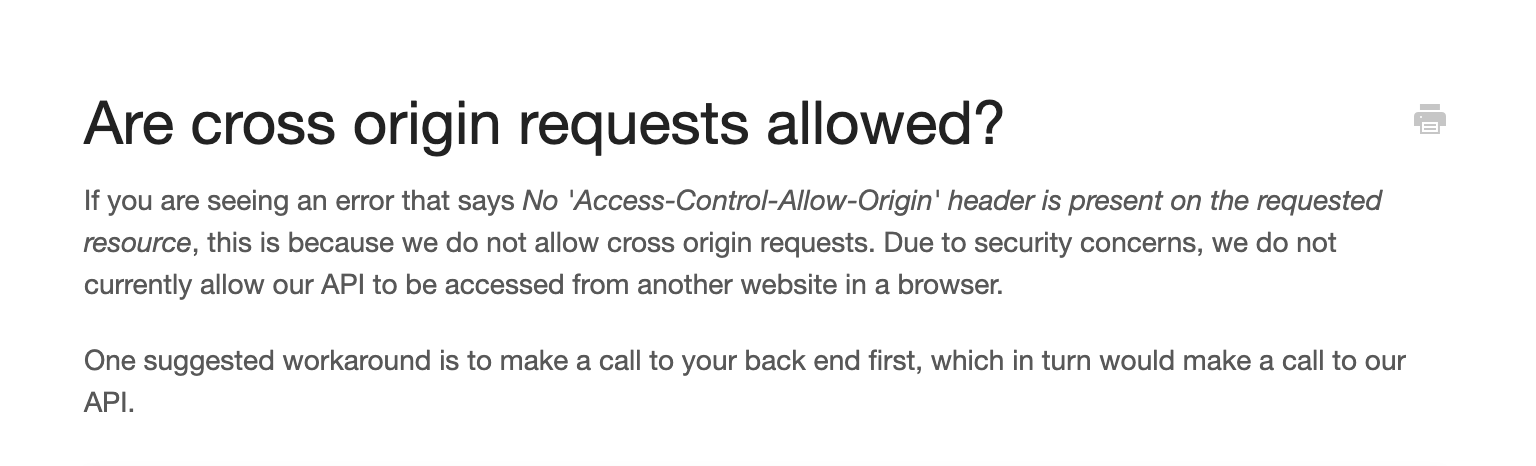 Are cross origin requests allowed?
If you are seeing an error that says No 'Access-Control-Allow-Origin' header is present on the requested
resource, this is because we do not allow cross origin requests. Due to security concerns, we do not
currently allow our API to be accessed from another website in a browser.
One suggested workaround is to make a call to your back end first, which in turn would make a call to our
API.